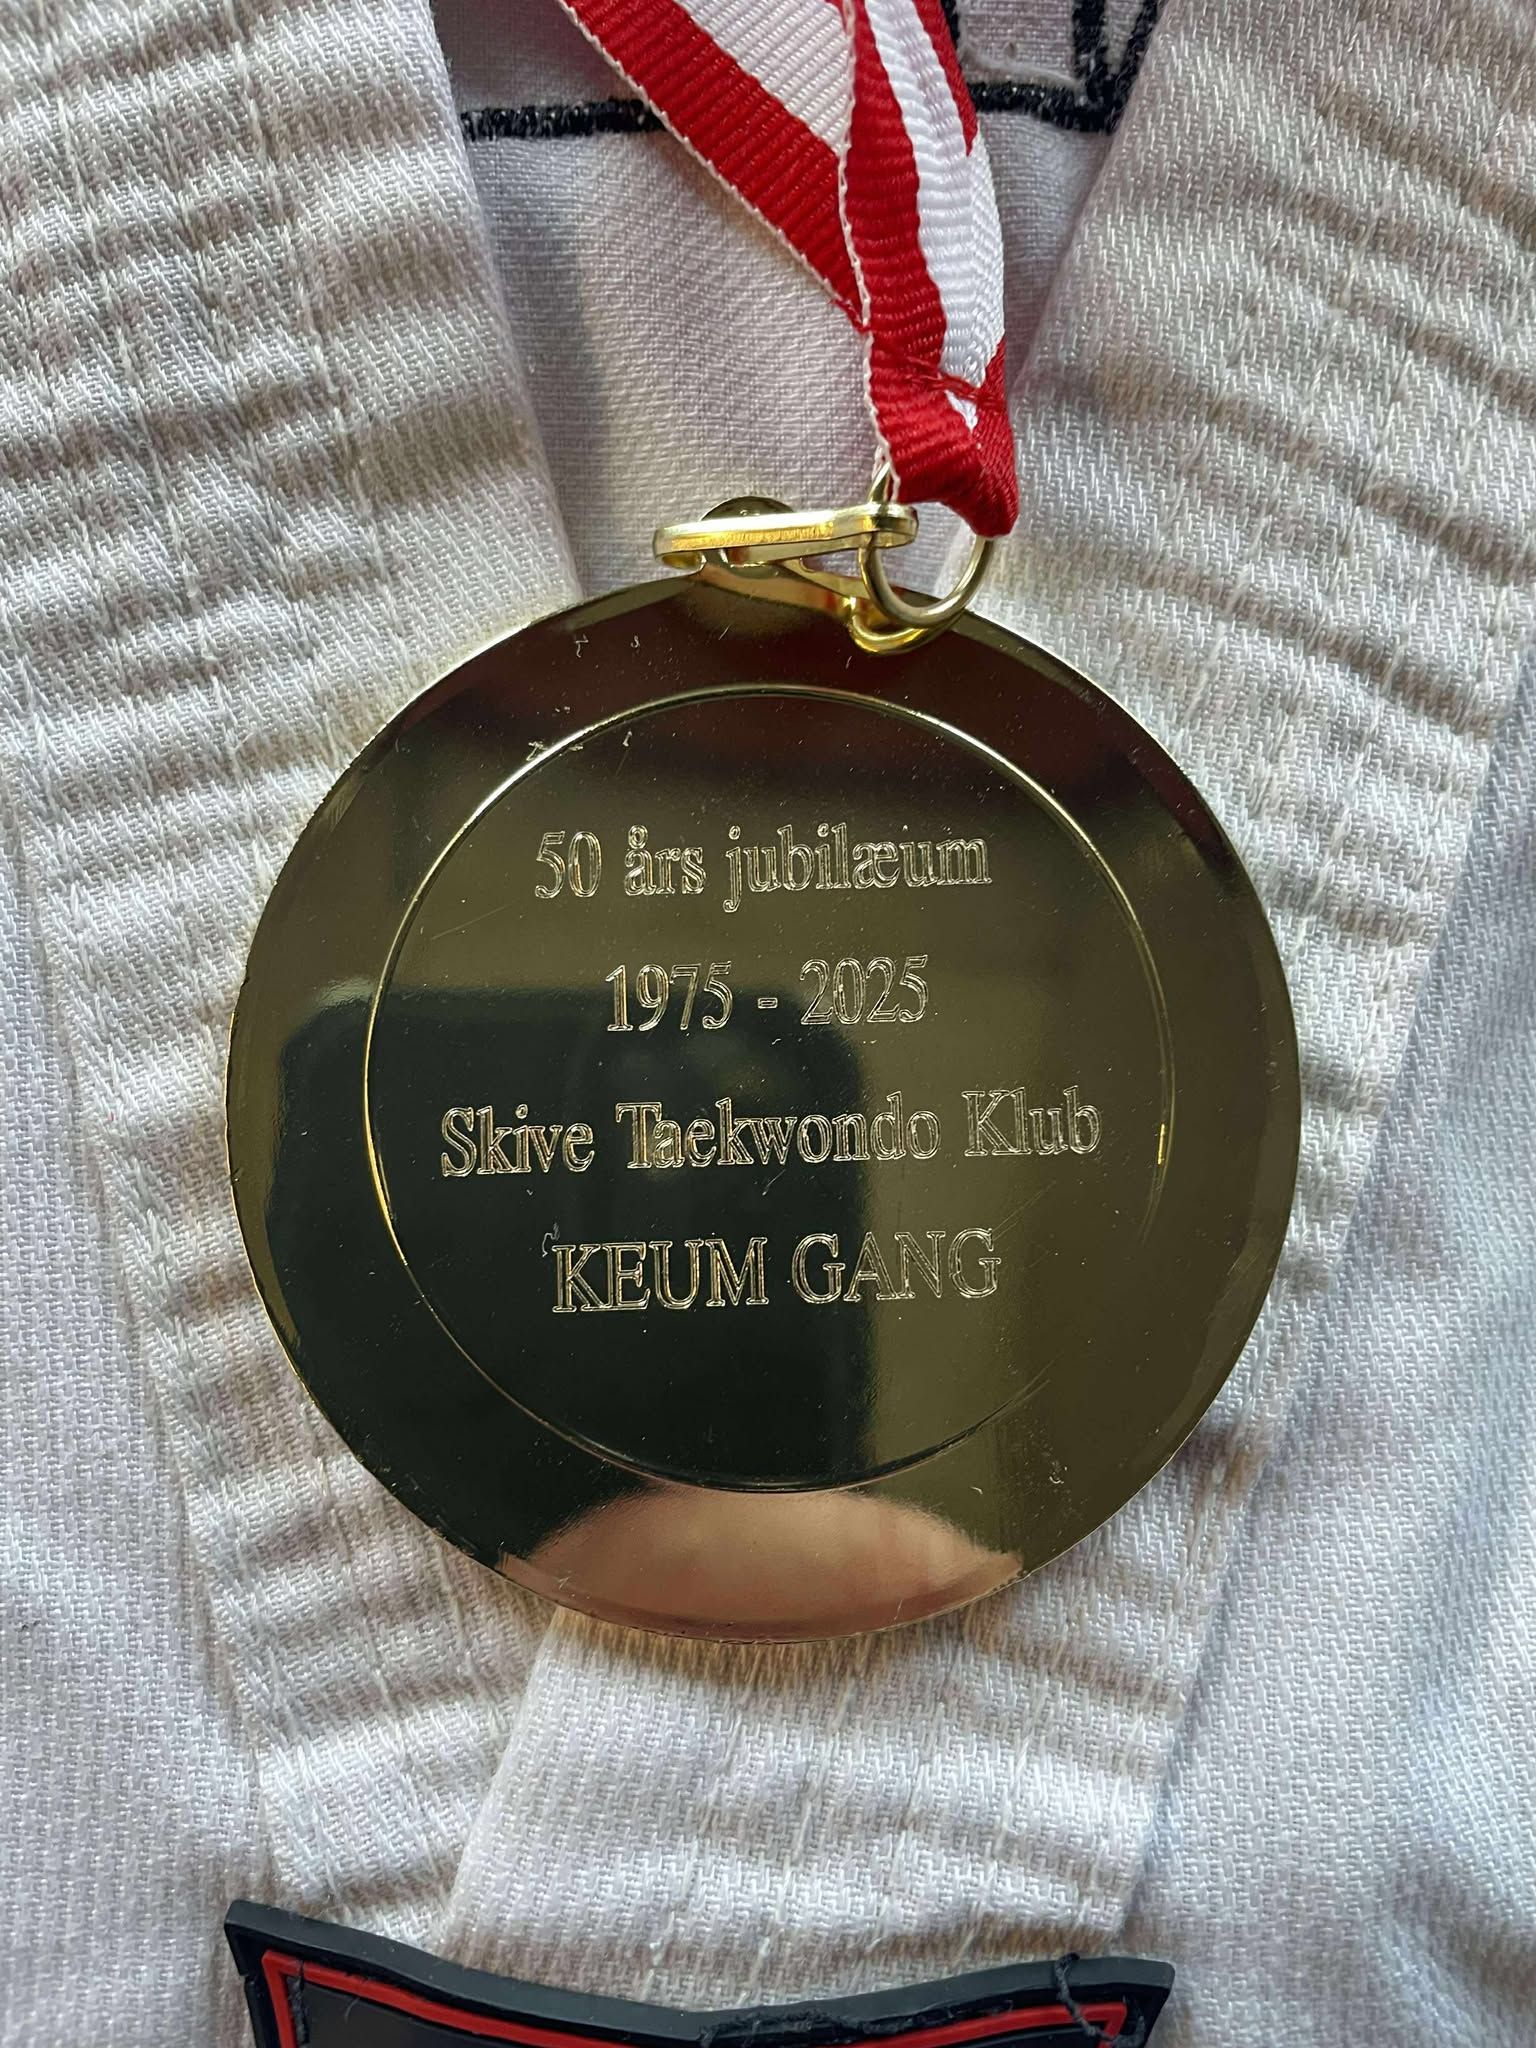 50 års jubilæum
1975 - 2025
Skive Taekwondo Klub
KEUM GANG